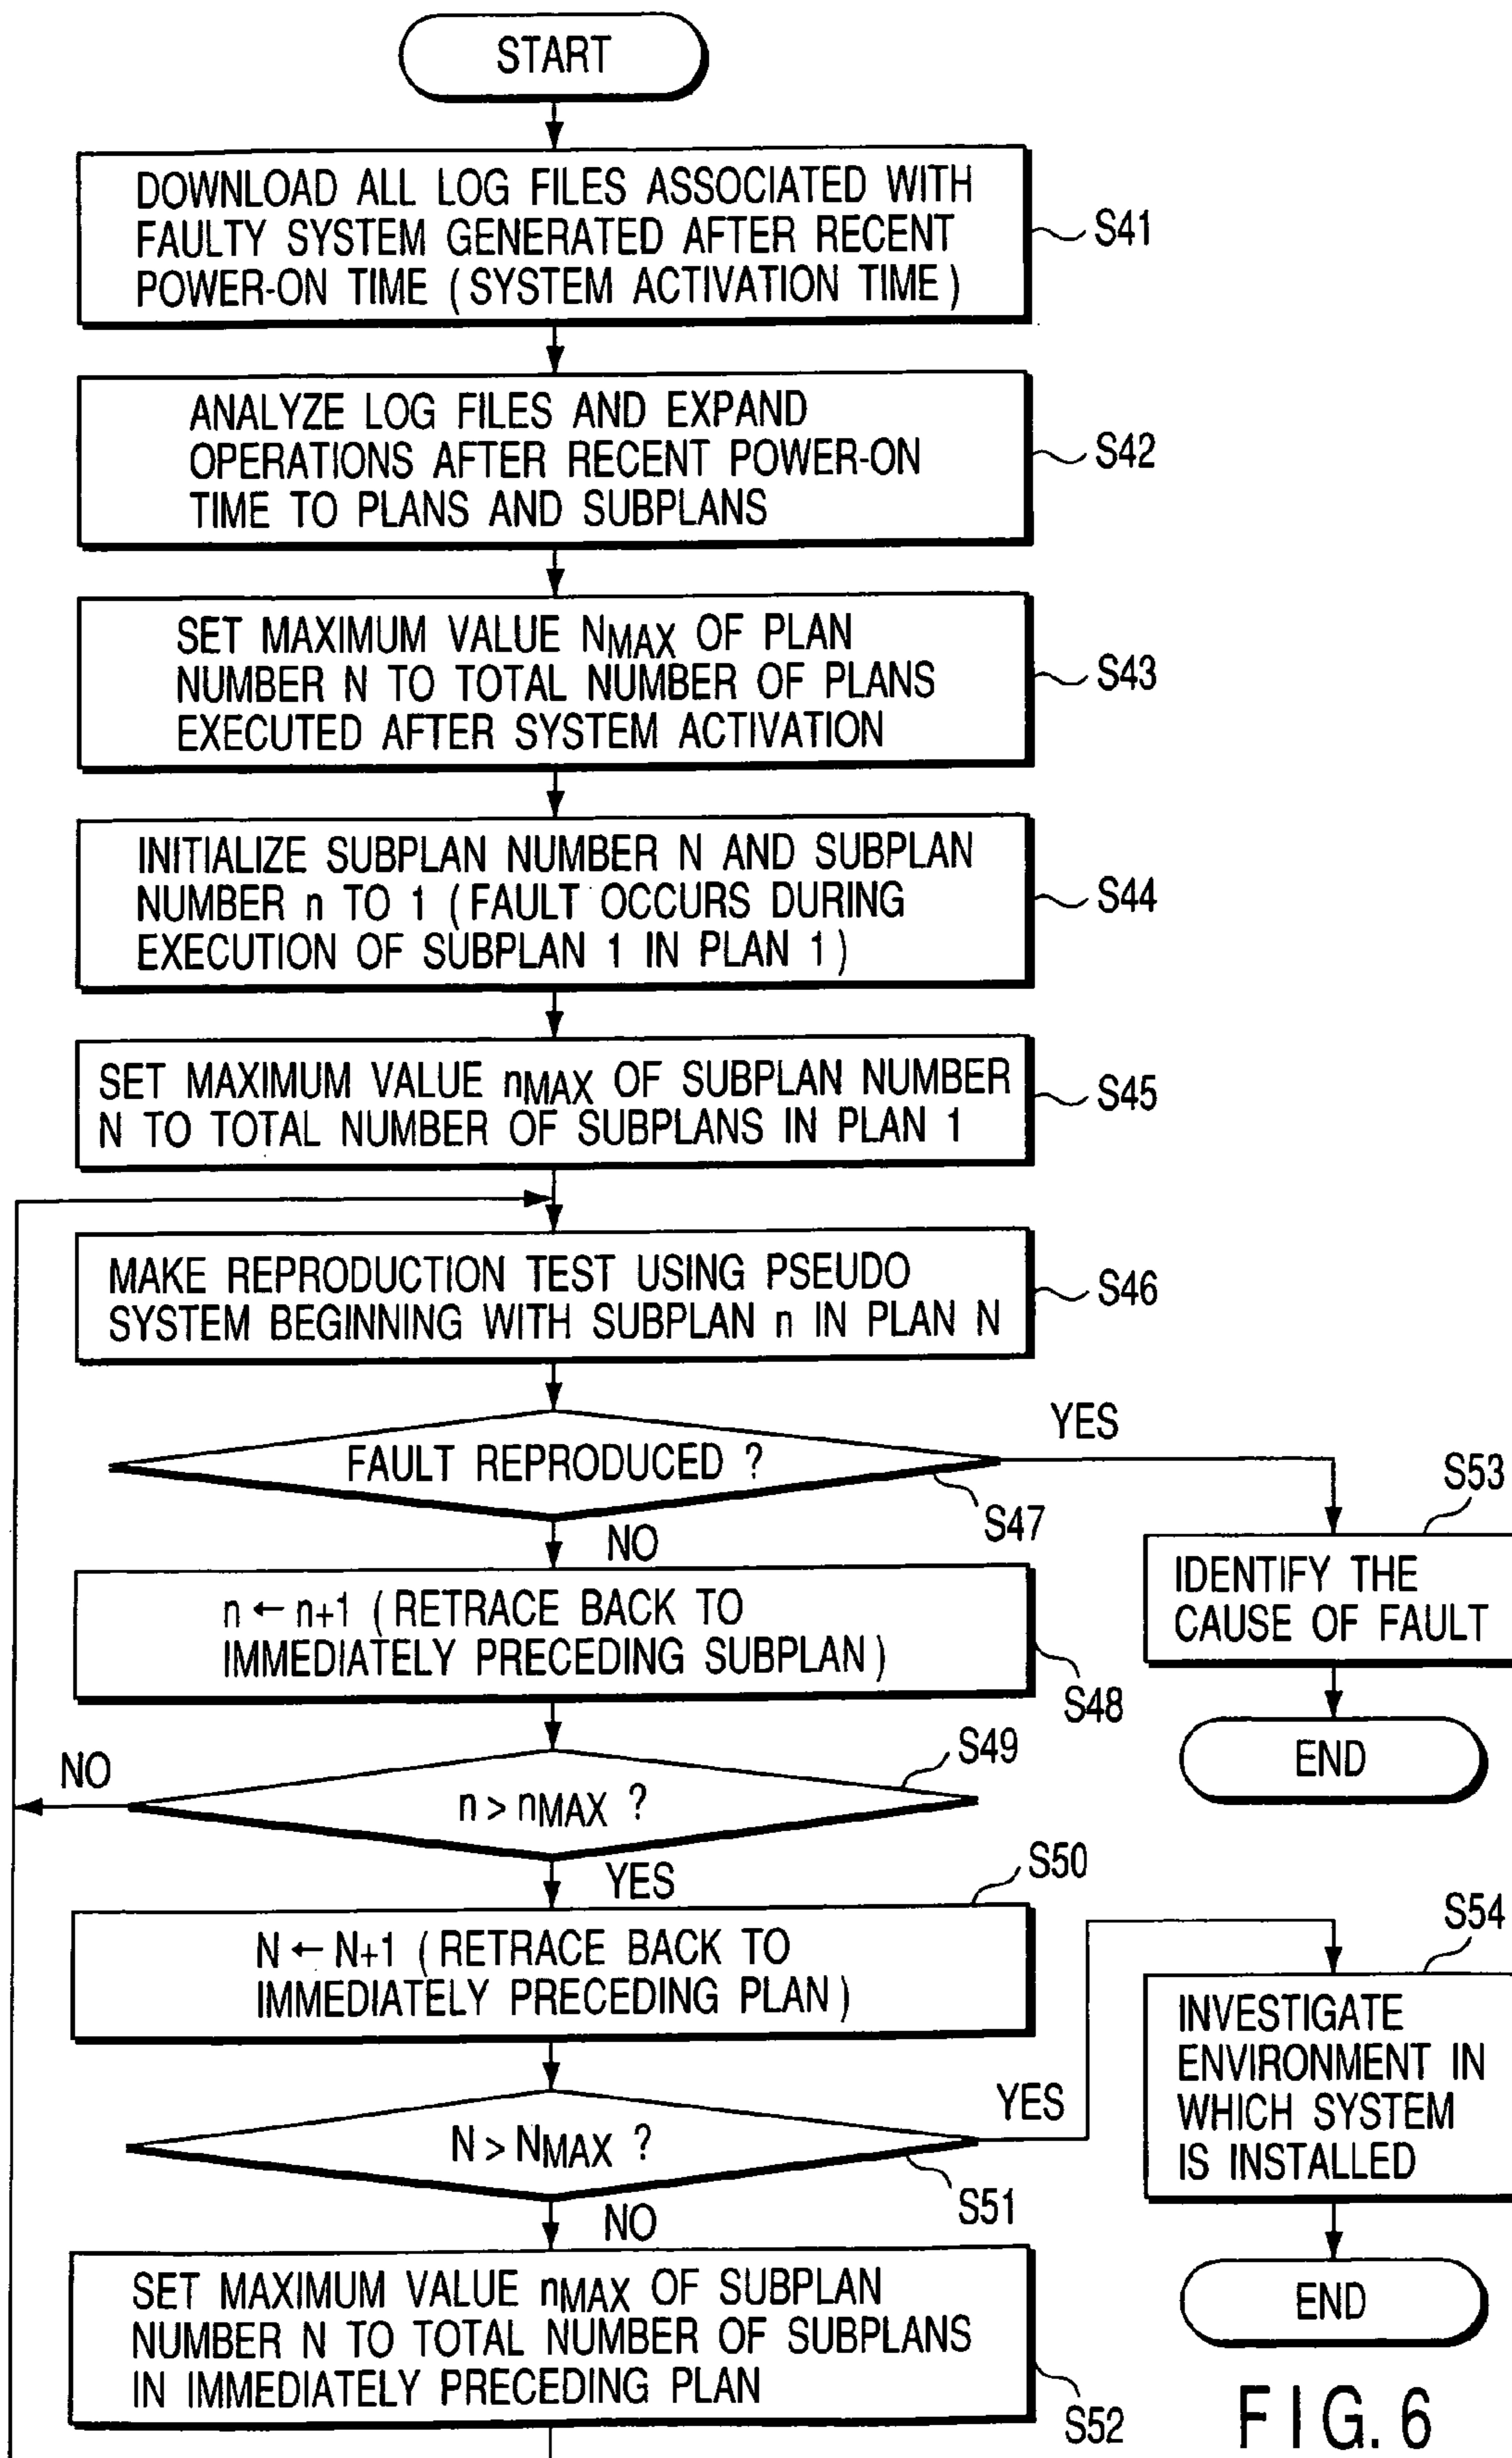 START
DOWNLOAD ALL LOG FILES ASSOCIATED WITH
FAULTY SYSTEM GENERATED AFTER RECENT
POWER-ON TIME (SYSTEM ACTIVATION TIME)
S41
ANALYZE LOG FILES AND EXPAND
OPERATIONS AFTER RECENT POWER-ON
TIME TO PLANS AND SUBPLANS
S42
SET MAXIMUM VALUE NMAX OF PLAN
NUMBER N TO TOTAL NUMBER OF PLANS
EXECUTED AFTER SYSTEM ACTIVATION
S43
INITIALIZE SUBPLAN NUMBER N AND SUBPLAN
NUMBER n TO 1 (FAULT OCCURS DURING
EXECUTION OF SUBPLAN 1 IN PLAN 1)
S44
SET MAXIMUM VALUE nMAX OF SUBPLAN NUMBER
N TO TOTAL NUMBER OF SUBPLANS IN PLAN 1
S45
MAKE REPRODUCTION TEST USING PSEUDO
SYSTEM BEGINNING WITH SUBPLAN n IN PLAN N
S46
FAULT REPRODUCED ?
YES
S47
NO
S53
IDENTIFY THE
CAUSE OF FAULT
END
n ← n+1 (RETRACE BACK TO
IMMEDIATELY PRECEDING SUBPLAN)
S48
S49
NO
n > nMAX ?
YES
S50
N ← N+1 (RETRACE BACK TO
IMMEDIATELY PRECEDING PLAN)
S54
INVESTIGATE
ENVIRONMENT IN
WHICH SYSTEM
IS INSTALLED
END
YES
N > NMAX ?
S51
NO
SET MAXIMUM VALUE nMAX OF SUBPLAN
NUMBER N TO TOTAL NUMBER OF SUBPLANS
IN IMMEDIATELY PRECEDING PLAN
S52
FIG. 6